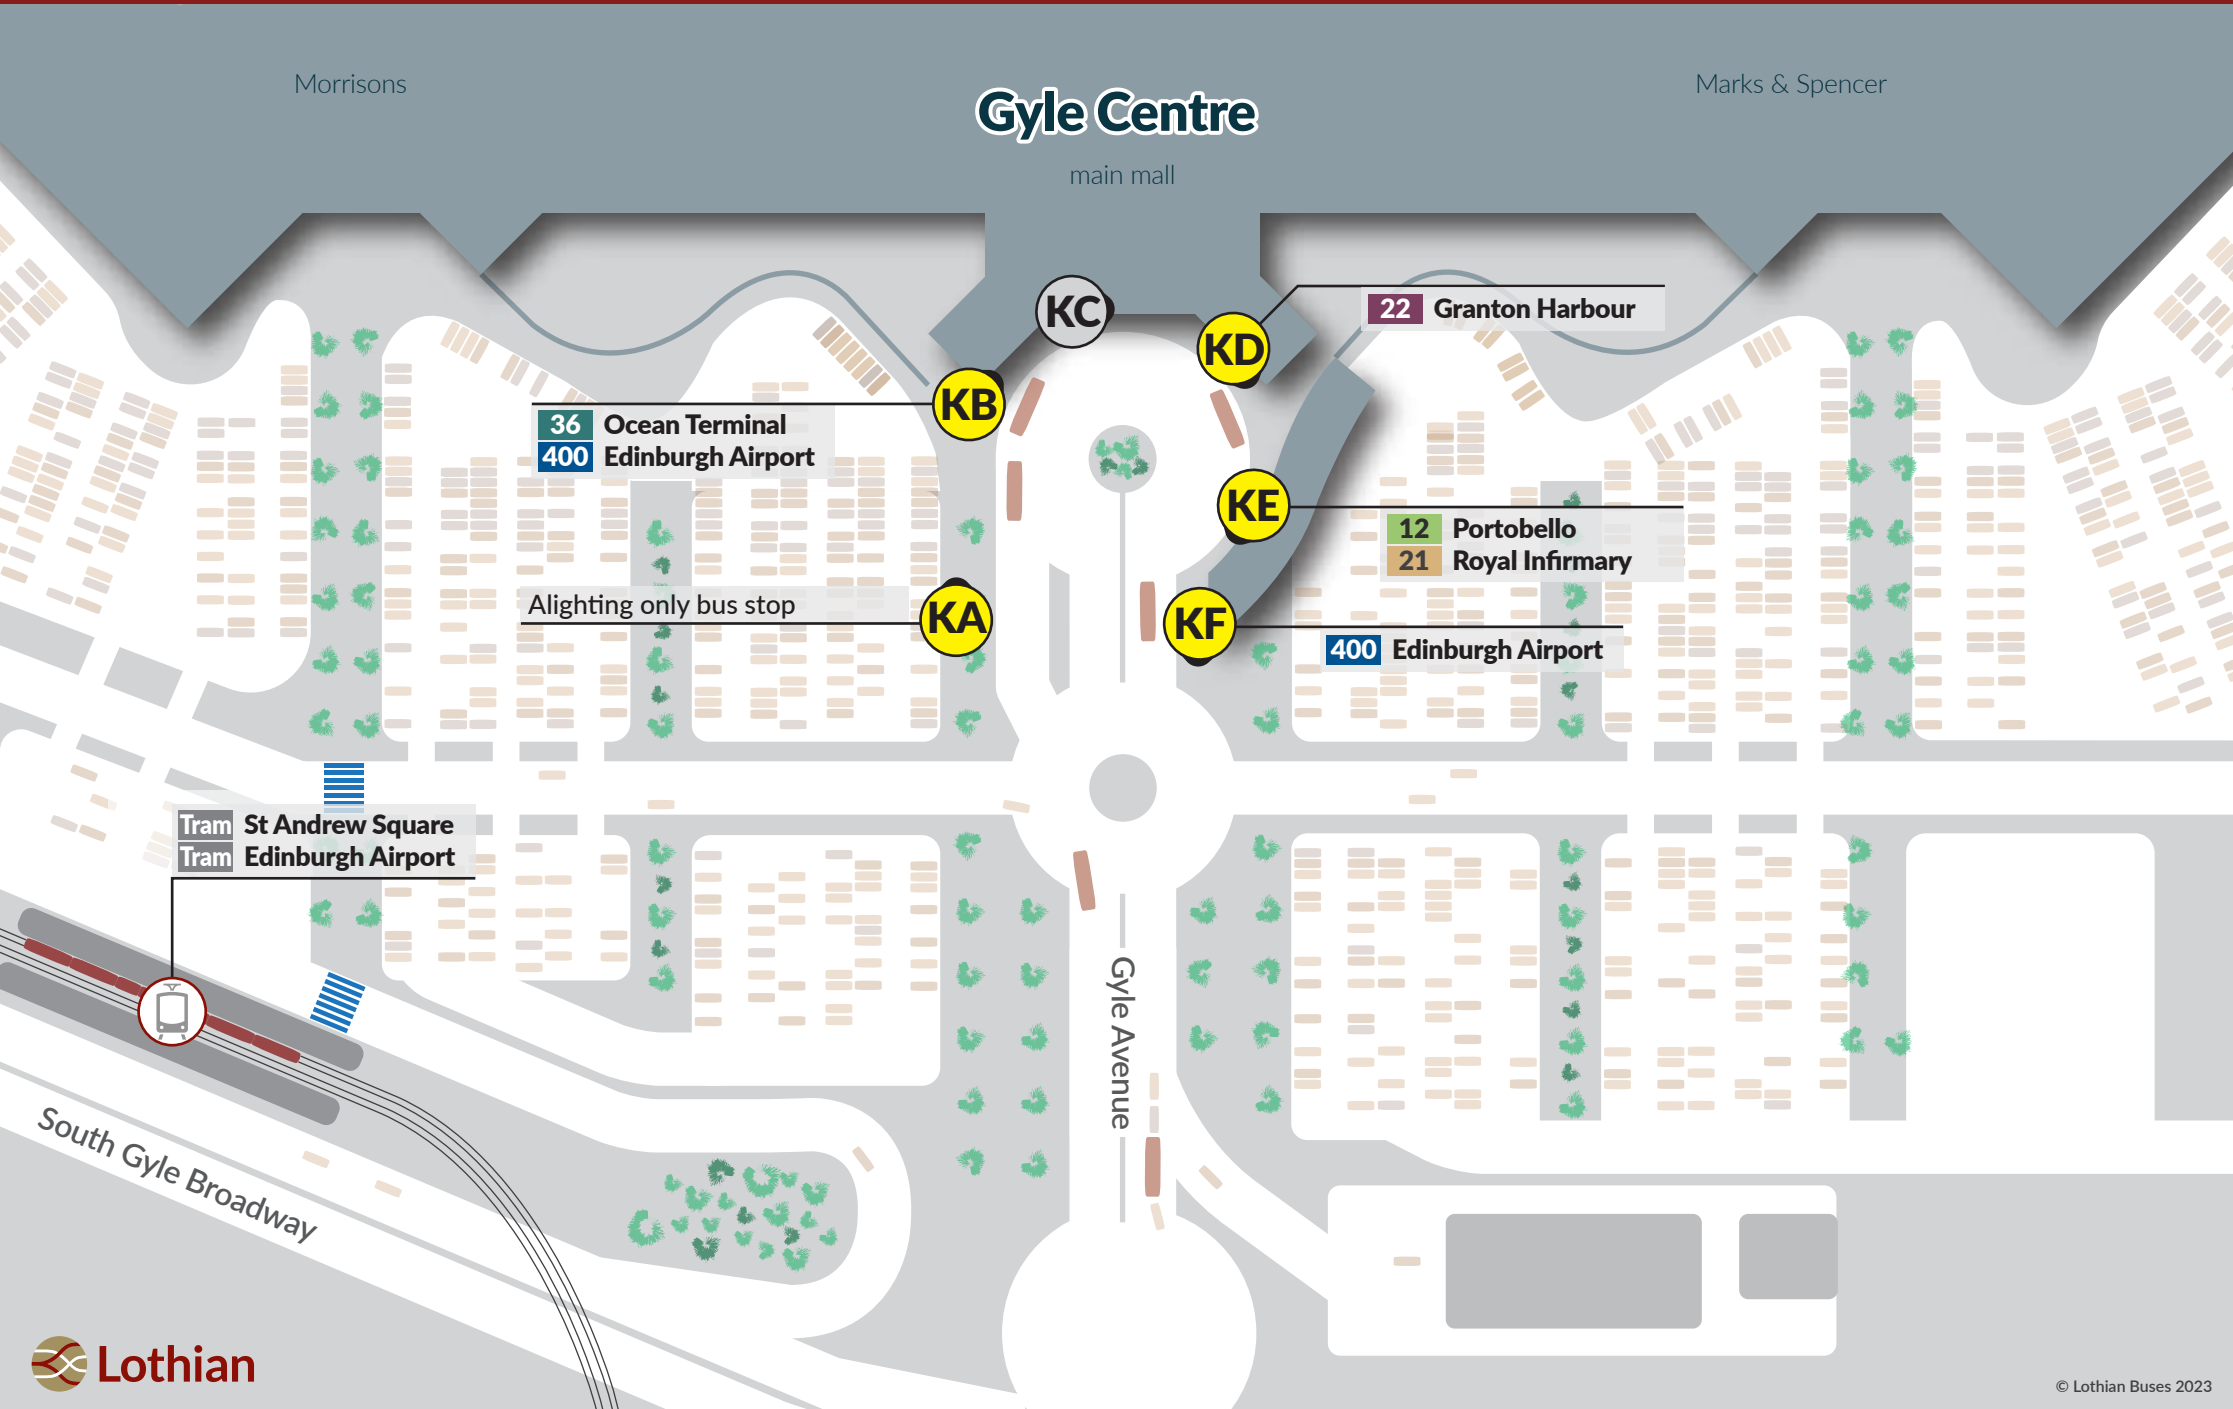 Morrisons
Marks & Spencer
Gyle Centre
main mall
KC
KD
22 Granton Harbour
KB
36 Ocean Terminal
400 Edinburgh Airport
KE
12 Portobello
21 Royal Infirmary
Alighting only bus stop
KA
KF
400 Edinburgh Airport
Tram St Andrew Square
Tram Edinburgh Airport
Gyle Avenue
South Gyle Broadway
Lothian
© Lothian Buses 2023